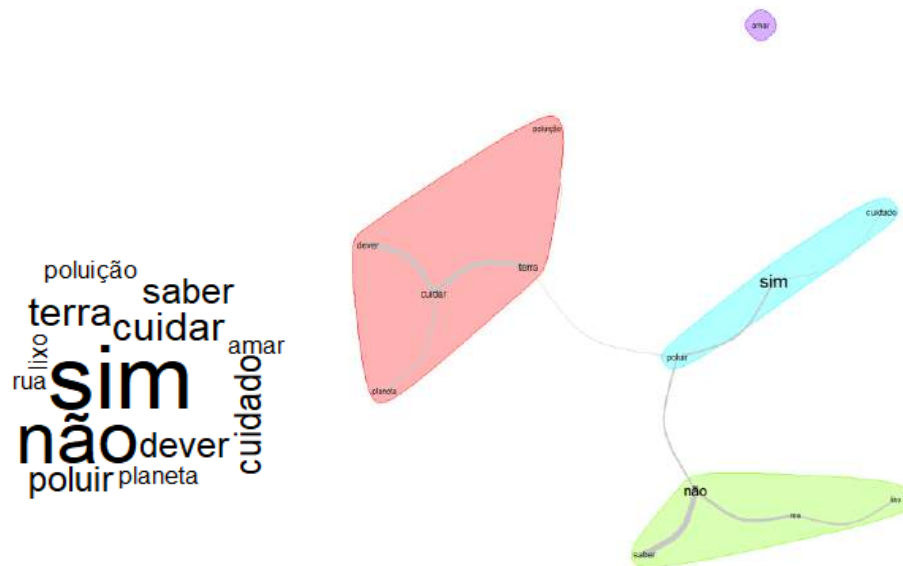 poluição
saber
terra
cuidar
lixo
amar
rua
sim
cuidado
não
dever
poluir
planeta
amar
poluição
dever
terra
cuidar
planeta
cuidado
sim
poluir
não
rua
lixo
saber